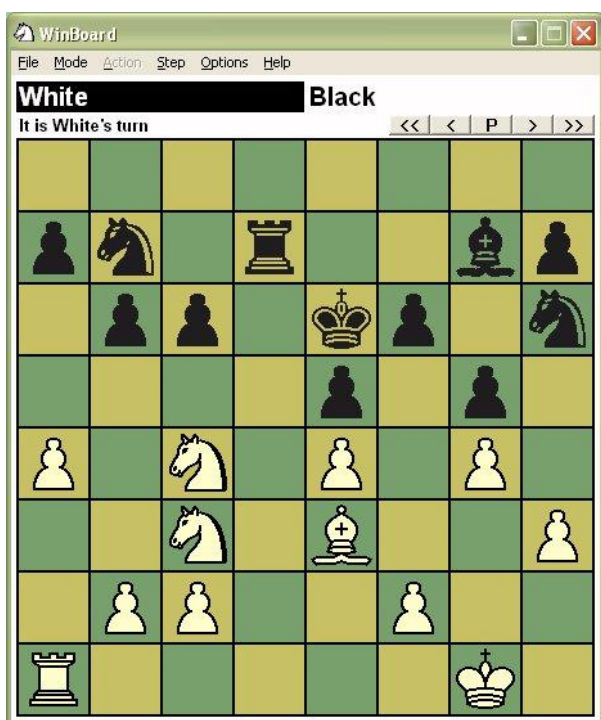 WinBoard
File Mode Action Step Options Help
White Black
It is White's turn << < P > >>